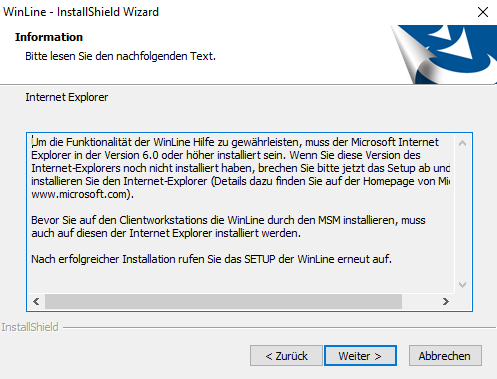 WinLine - InstallShield Wizard
Information
Bitte lesen Sie den nachfolgenden Text.
Internet Explorer
Um die Funktionalität der WinLine Hilfe zu gewährleisten, muss der Microsoft Internet
Explorer in der Version 6.0 oder höher installiert sein. Wenn Sie diese Version des
Internet-Explorers noch nicht installiert haben, brechen Sie bitte jetzt das Setup ab und
installieren Sie den Internet-Explorer (Details dazu finden Sie auf der Homepage von Mic
www.microsoft.com).
Bevor Sie auf den Clientworkstations die WinLine durch den MSM installieren, muss
auch auf diesen der Internet Explorer installiert werden.
Nach erfolgreicher Installation rufen Sie das SETUP der WinLine erneut auf.
InstallShield
< Zurück
Weiter >
Abbrechen